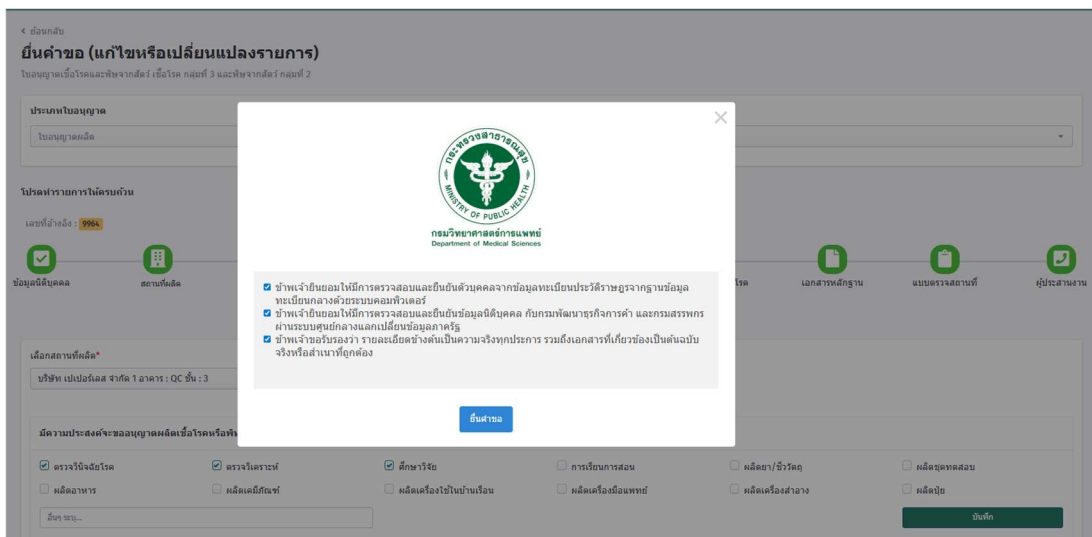 ย้อนกลับ
ยื่นคำขอ (แก้ไขหรือเปลี่ยนแปลงรายการ)
ใบอนุญาตเชื้อโรคและพิษจากสัตว์ เชื้อโรค กลุ่มที่ 3 และพิษจากสัตว์ กลุ่มที่ 2
ประเภทใบอนุญาต
ใบอนุญาตผลิต
โปรดทำรายการให้ครบถ้วน
เลขที่อ้างอิง : 9964
ข้อมูลนิติบุคคล
สถานที่ผลิต
โรค
เอกสารหลักฐาน
แบบตรวจสถานที่
ผู้ประสานงาน
กระทรวงสาธารณสุข
MINISTRY OF PUBLIC HEALTH
กรมวิทยาศาสตร์การแพทย์
Department of Medical Sciences
ข้าพเจ้ายินยอมให้มีการตรวจสอบและยืนยันตัวบุคคลจากข้อมูลทะเบียนประวัติราษฎรจากฐานข้อมูล
ทะเบียนกลางด้วยระบบคอมพิวเตอร์
ข้าพเจ้ายินยอมให้มีการตรวจสอบและยืนยันข้อมูลนิติบุคคล กับกรมพัฒนาธุรกิจการค้า และกรมสรรพกร
ผ่านระบบศูนย์กลางแลกเปลี่ยนข้อมูลภาครัฐ
ข้าพเจ้าขอรับรองว่า รายละเอียดข้างต้นเป็นความจริงทุกประการ รวมถึงเอกสารที่เกี่ยวข้องเป็นต้นฉบับ
จริงหรือสำเนาที่ถูกต้อง
ยื่นคำขอ
เลือกสถานที่ผลิต*
บริษัท เปเปอร์เลส จำกัด 1 อาคาร : QC ชั้น : 3
มีความประสงค์จะขออนุญาตผลิตเชื้อโรคหรือพิษ
ตรวจวินิจฉัยโรค
ตรวจวิเคราะห์
ศึกษาวิจัย
การเรียนการสอน
ผลิตยา/ชีววัตถุ
ผลิตชุดทดสอบ
ผลิตอาหาร
ผลิตเคมีภัณฑ์
ผลิตเครื่องใช้ในบ้านเรือน
ผลิตเครื่องมือแพทย์
ผลิตเครื่องสำอาง
ผลิตปุ๋ย
อื่นๆ ระบุ...
บันทึก